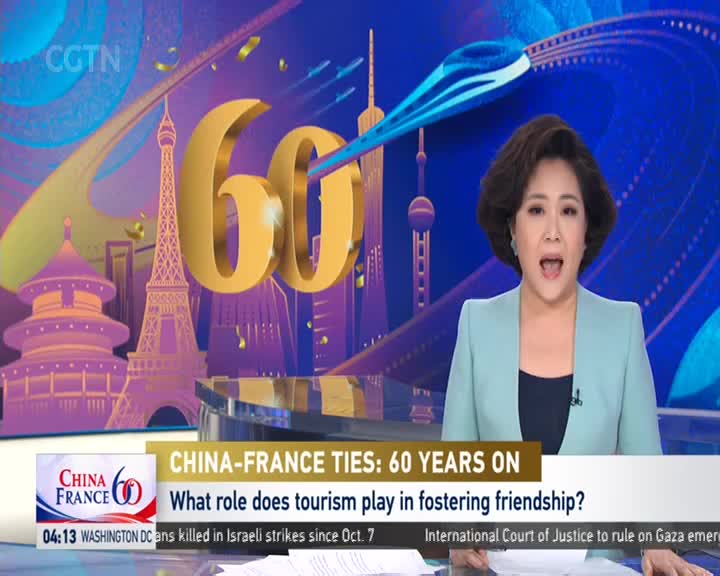 CGTN
60
CHINA-FRANCE TIES: 60 YEARS ON
CHINA
FRANCE 60
What role does tourism play in fostering friendship?
04:13 WASHINGTON DC
ans killed in Israeli strikes since Oct. 7 International Court of Justice to rule on Gaza emer